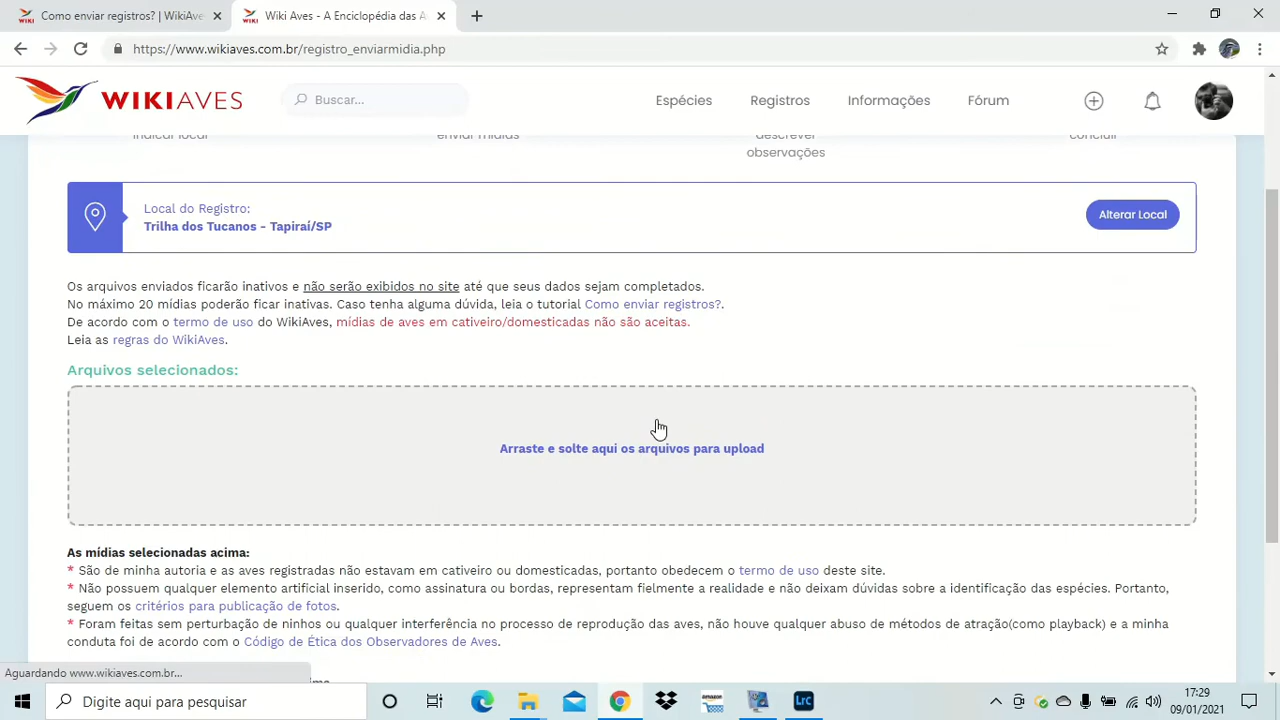 Como enviar registros? | WikiAve
Wiki Aves - A Enciclopédia das A
https://www.wikiaves.com.br/registro_enviarmidia.php
WIKIAVES
Buscar...
Espécies
Registros
Informações
Fórum
indicar local
enviar mídias
descrever
observações
concluir
Local do Registro:
Trilha dos Tucanos - Tapiraí/SP
Alterar Local
Os arquivos enviados ficarão inativos e não serão exibidos no site até que seus dados sejam completados.
No máximo 20 mídias poderão ficar inativas. Caso tenha alguma dúvida, leia o tutorial Como enviar registros?.
De acordo com o termo de uso do WikiAves, mídias de aves em cativeiro/domesticadas não são aceitas.
Leia as regras do WikiAves.
Arquivos selecionados:
Arraste e solte aqui os arquivos para upload
As mídias selecionadas acima:
* São de minha autoria e as aves registradas não estavam em cativeiro ou domesticadas, portanto obedecem o termo de uso deste site.
* Não possuem qualquer elemento artificial inserido, como assinatura ou bordas, representam fielmente a realidade e não deixam dúvidas sobre a identificação das espécies. Portanto,
seguem os critérios para publicação de fotos.
* Foram feitas sem perturbação de ninhos ou qualquer interferência no processo de reprodução das aves, não houve qualquer abuso de métodos de atração(como playback) e a minha
conduta foi de acordo com o Código de Ética dos Observadores de Aves.
Aguardando www.wikiaves.com.br...
Digite aqui para pesquisar
amazon
LrC
17:29
09/01/2021